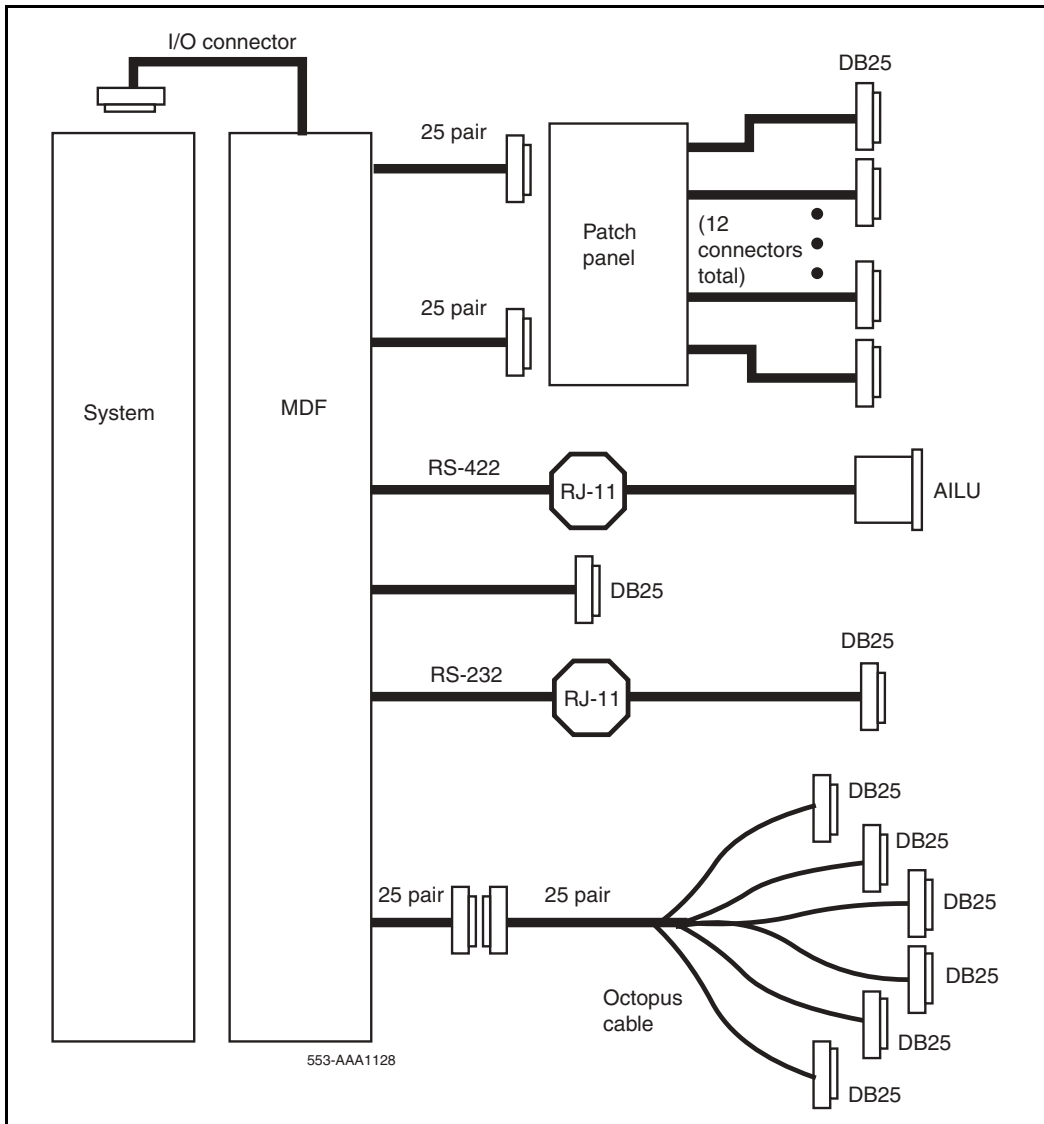 I/O connector
DB25
25 pair
Patch
panel
(12
connectors
total)
25 pair
System
MDF
RS-422
RJ-11
AILU
DB25
DB25
RS-232
RJ-11
DB25
DB25
DB25
25 pair
25 pair
DB25
Octopus
cable
DB25
DB25
553-AAA1128